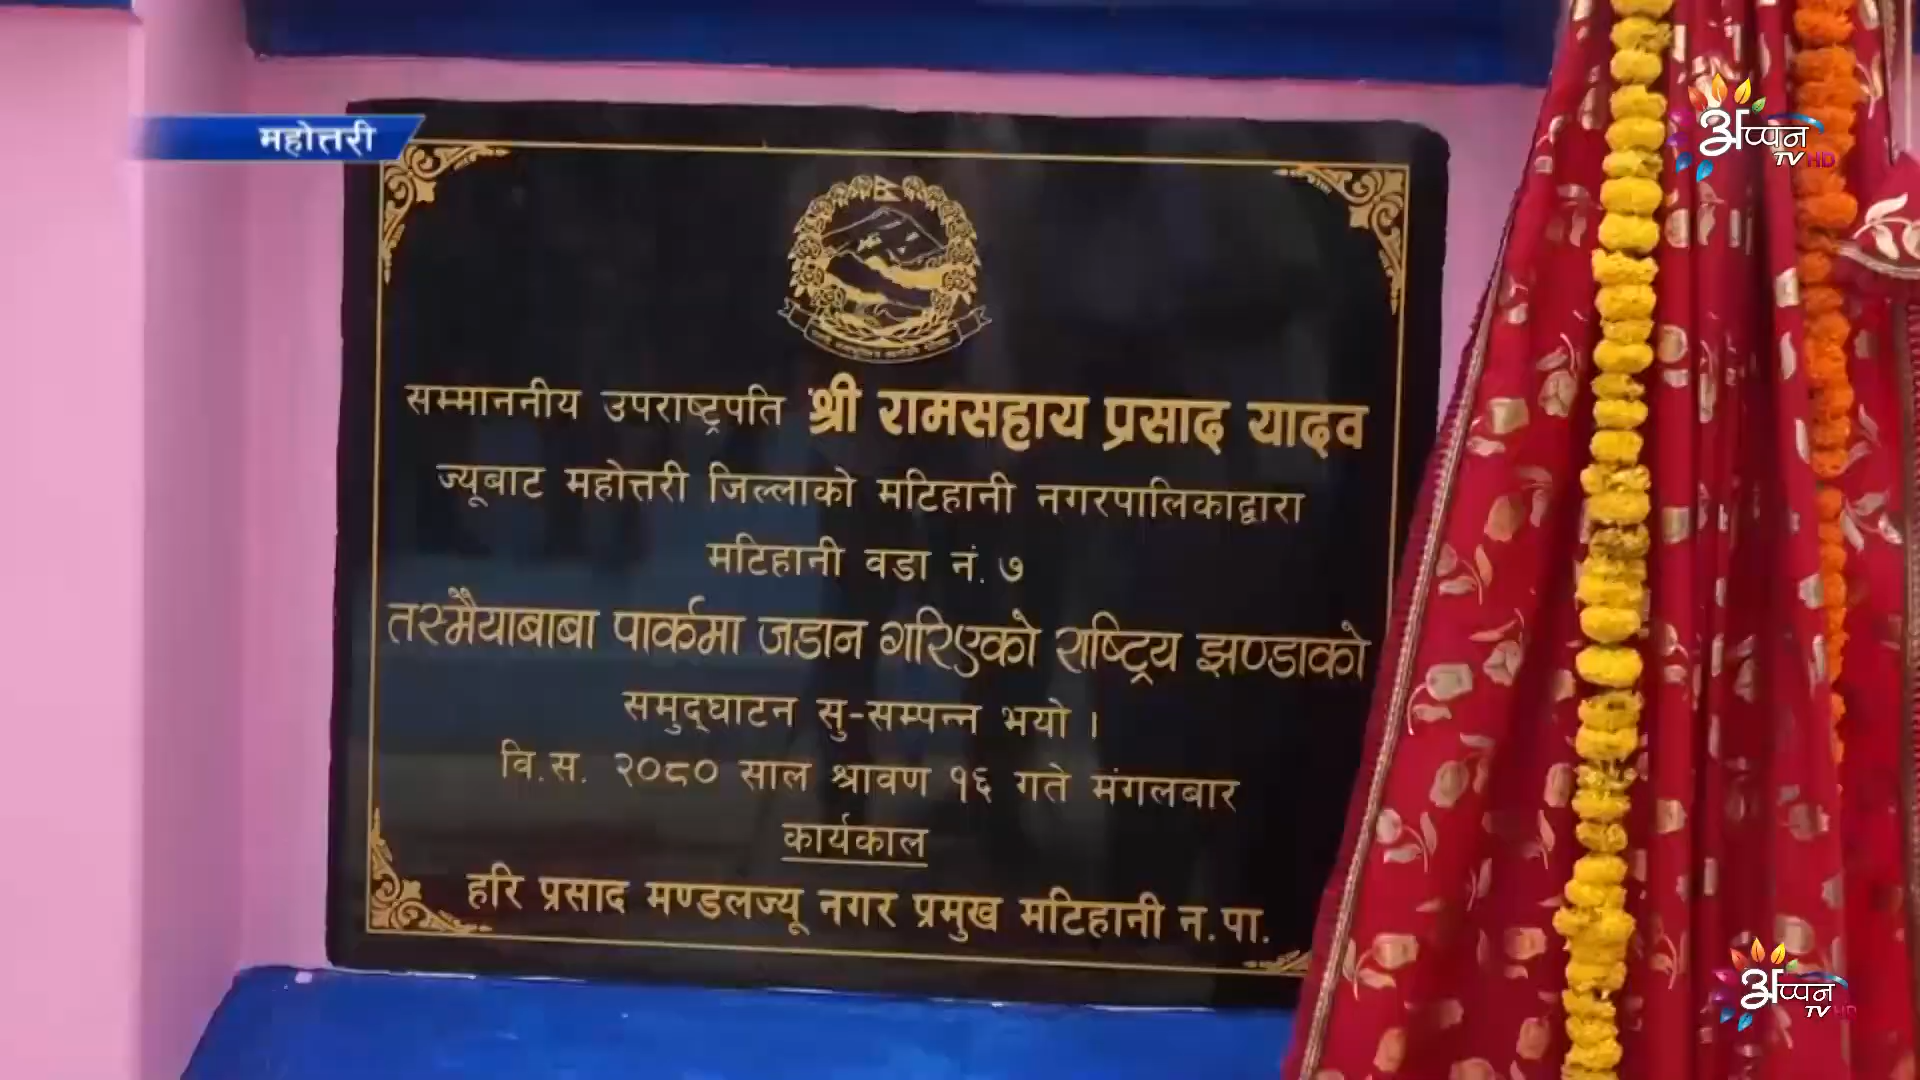 महोत्तरी
अप्पन
TV HD
सम्माननीय उपराष्ट्रपति श्री रामसहाय प्रसाद यादव
ज्यूबाट महोत्तरी जिल्लाको मटिहानी नगरपालिकाद्वारा
मटिहानी वडा नं. ७
तस्मैयाबाबा पार्कमा जडान गरिएको राष्ट्रिय झण्डाको
समुद्घाटन सु-सम्पन्न भयो ।
वि.स. २०८० साल श्रावण १६ गते मंगलबार
कार्यकाल
हरि प्रसाद मण्डलज्यू नगर प्रमुख मटिहानी न.पा.
अप्पन
TV HD